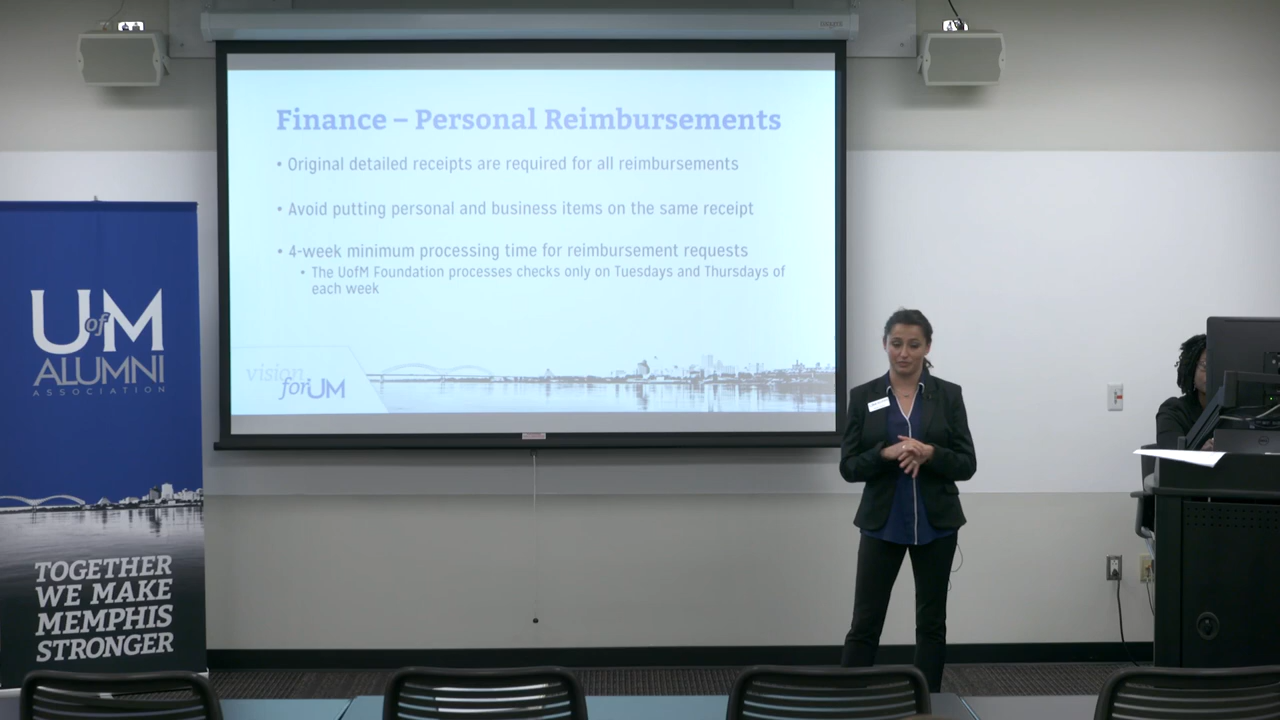 Finance – Personal Reimbursements
• Original detailed receipts are required for all reimbursements
• Avoid putting personal and business items on the same receipt
• 4-week minimum processing time for reimbursement requests
• The UofM Foundation processes checks only on Tuesdays and Thursdays of
each week
vision
for UM
UofM
ALUMNI
ASSOCIATION
TOGETHER
WE MAKE
MEMPHIS
STRONGER